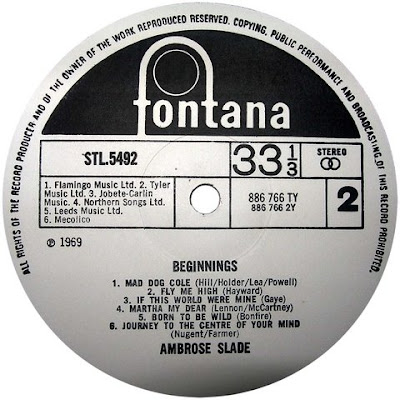 ALL RIGHTS OF THE RECORD PRODUCER AND OF THE OWNER OF THE WORK REPRODUCED RESERVED. COPYING, PUBLIC PERFORMANCE AND BROADCASTING OF THIS RECORD PROHIBITED.
fontana
STL.5492
33 1/3
STEREO
1. Flamingo Music Ltd. 2. Tyler
Music Ltd. 3. Jobete-Carlin
Music. 4. Northern Songs Ltd.
5. Leeds Music Ltd.
6. Mecolico
886 766 TY
886 766 2Y
2
℗ 1969
BEGINNINGS
1. MAD DOG COLE (Hill/Holder/Lea/Powell)
2. FLY ME HIGH (Hayward)
3. IF THIS WORLD WERE MINE (Gaye)
4. MARTHA MY DEAR (Lennon/McCartney)
5. BORN TO BE WILD (Bonfire)
6. JOURNEY TO THE CENTRE OF YOUR MIND
(Nugent/Farmer)
AMBROSE SLADE